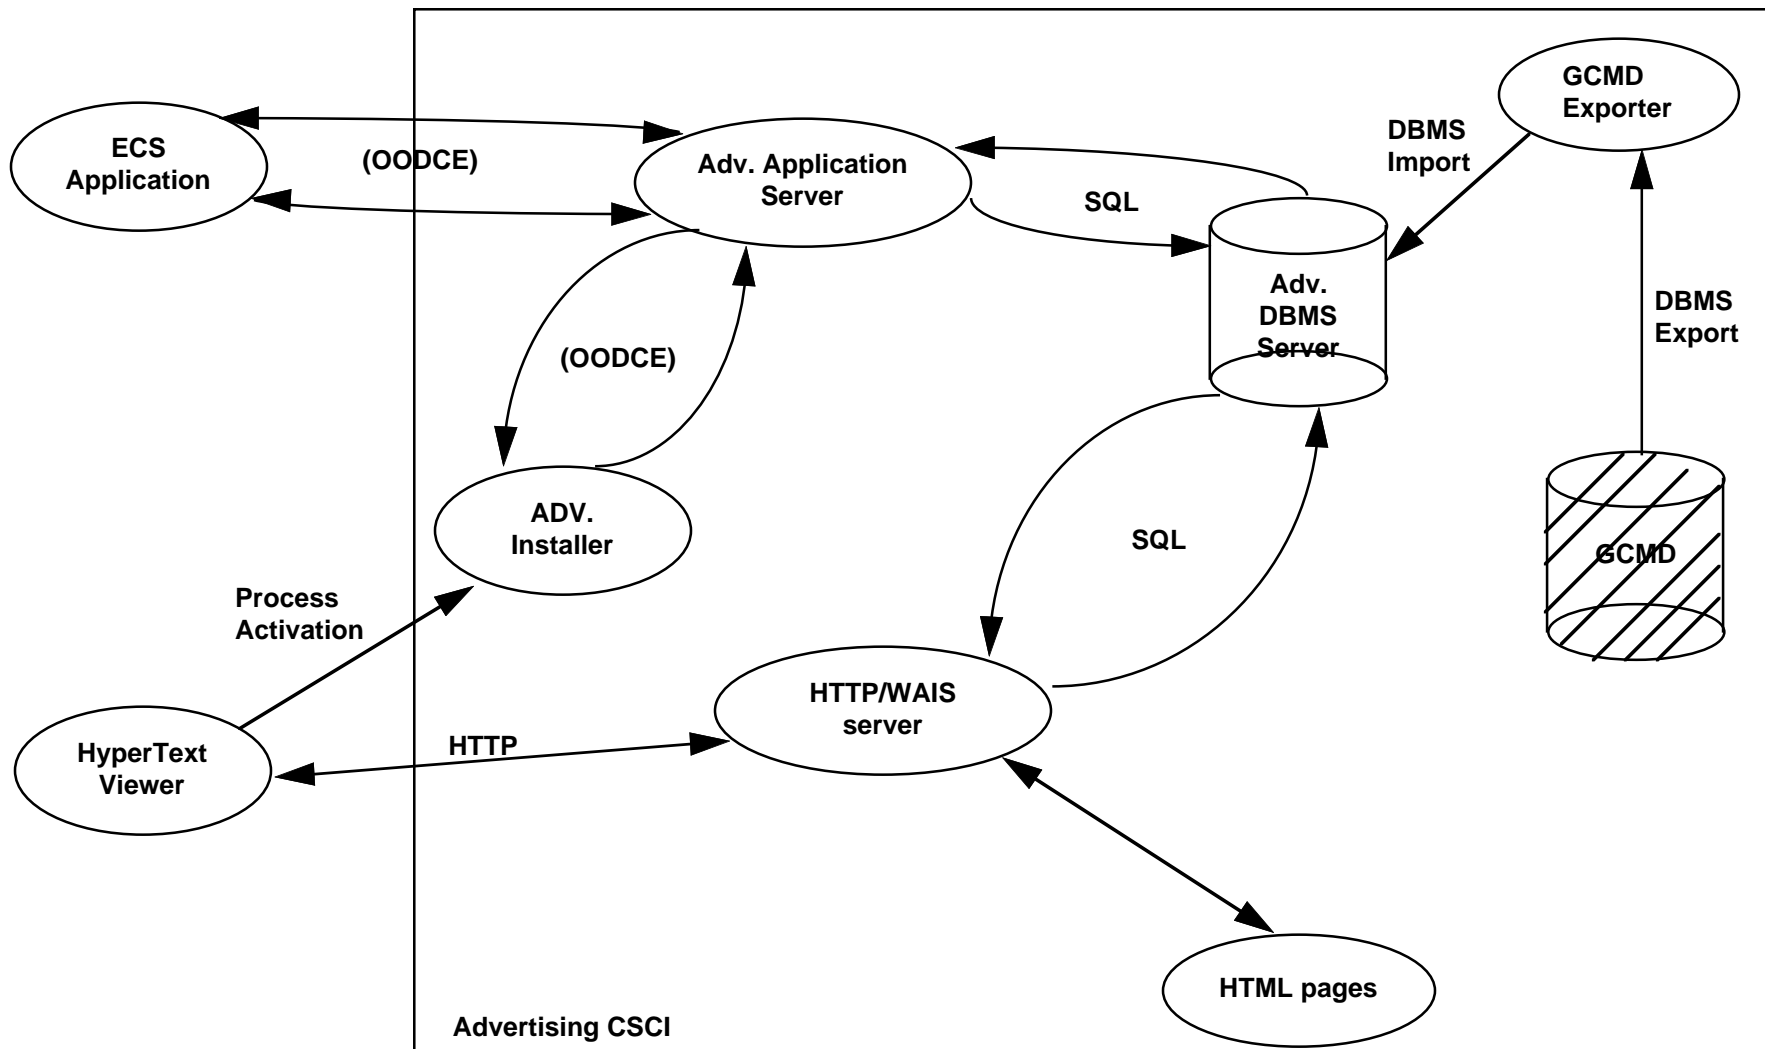 GCMD
Exporter
ECS
Application
(OODCE)
Adv. Application
Server
DBMS
Import
SQL
Adv.
DBMS
Server
DBMS
Export
(OODCE)
ADV.
Installer
SQL
GCMD
Process
Activation
HTTP/WAIS
server
HyperText
Viewer
HTTP
HTML pages
Advertising CSCI